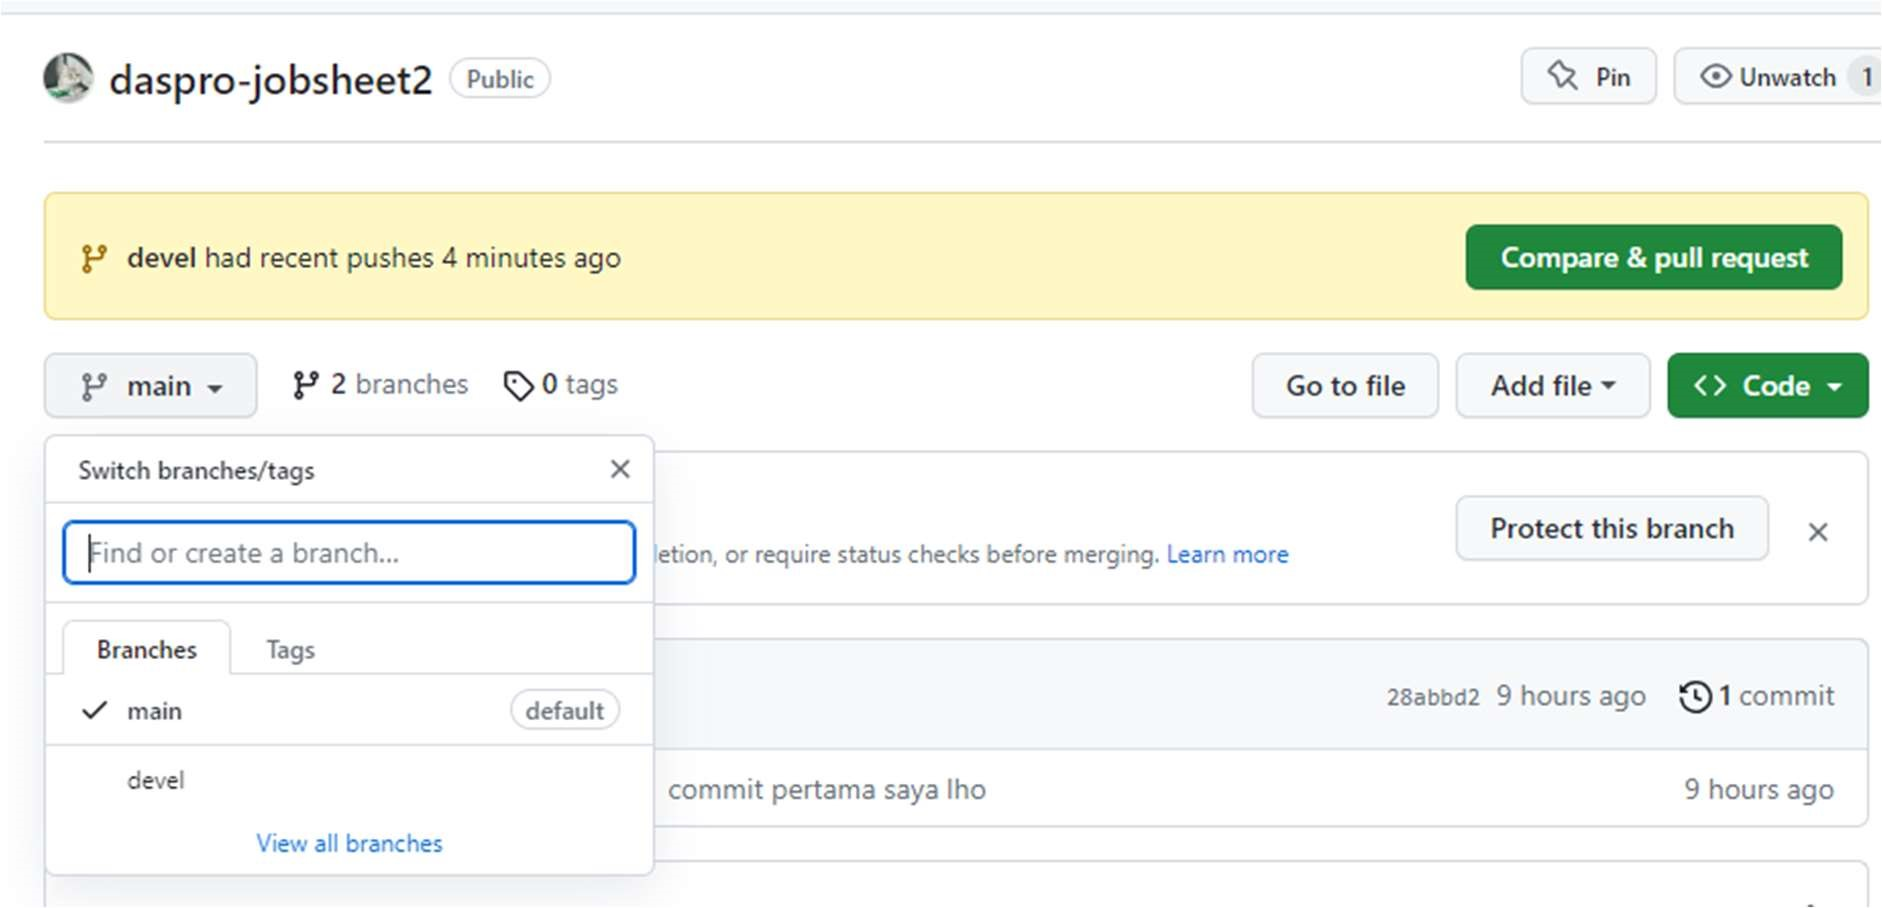 daspro-jobsheet2 Public Pin Unwatch 1
devel had recent pushes 4 minutes ago Compare & pull request
main 2 branches 0 tags Go to file Add file Code
Switch branches/tags
Find or create a branch...
letion, or require status checks before merging. Learn more
Protect this branch
Branches Tags
main default
devel
View all branches
28abbd2 9 hours ago 1 commit
commit pertama saya lho 9 hours ago